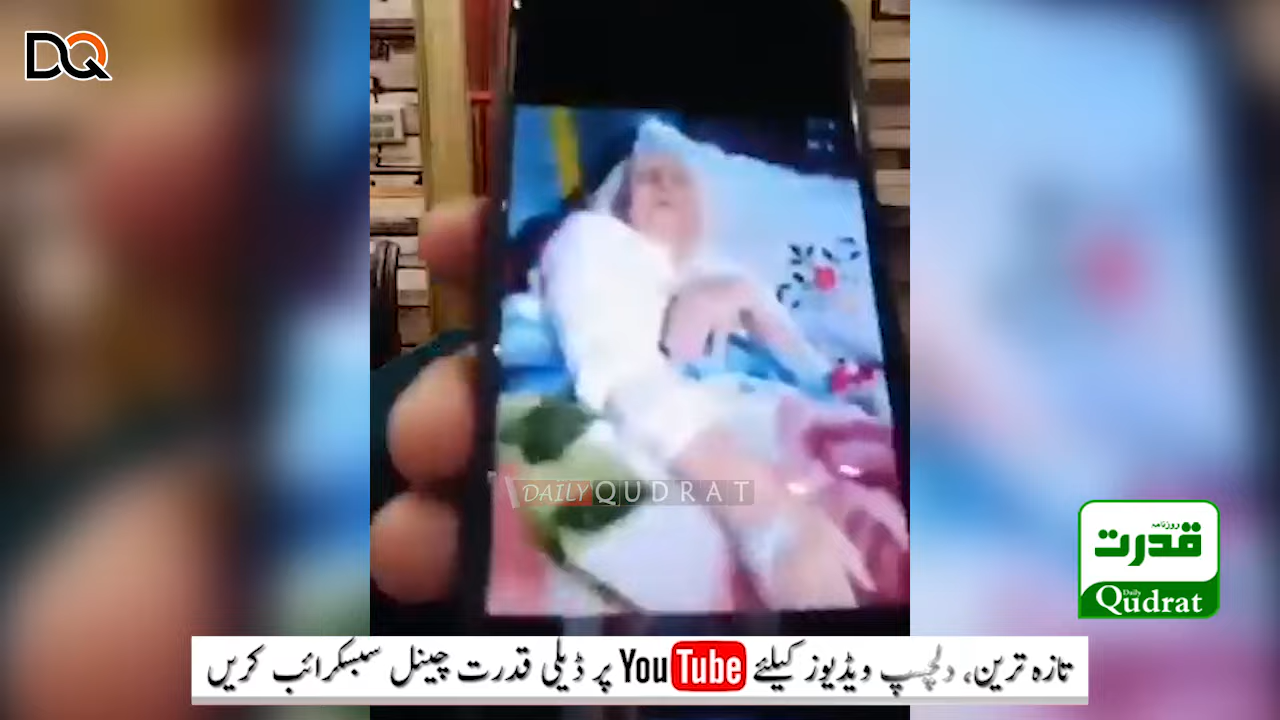 DQ
DAILY QUDRAT
روزنامہ
قدرت
Daily
Qudrat
تازہ ترین، دلچسپ ویڈیوز کیلئے YouTube پر ڈیلی قدرت چینل سبسکرائب کریں